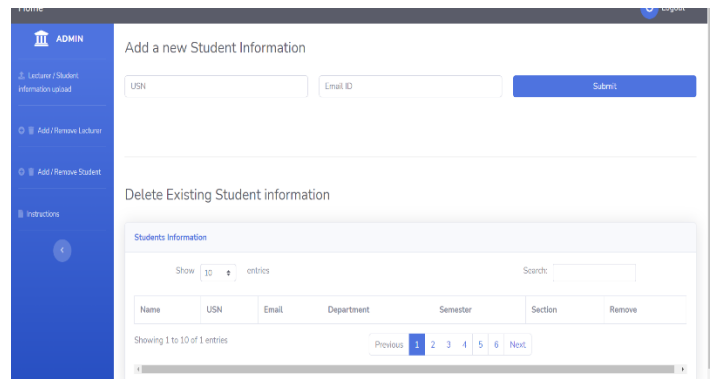 Home
Logout
ADMIN
Lecturer / Student
information upload
Add / Remove Lecturer
Add / Remove Student
Instructions
Add a new Student Information
USN
Email ID
Submit
Delete Existing Student information
Students Information
Show 10 entries
Search:
Name USN Email Department Semester Section Remove
Showing 1 to 10 of 1 entries
Previous 1 2 3 4 5 6 Next